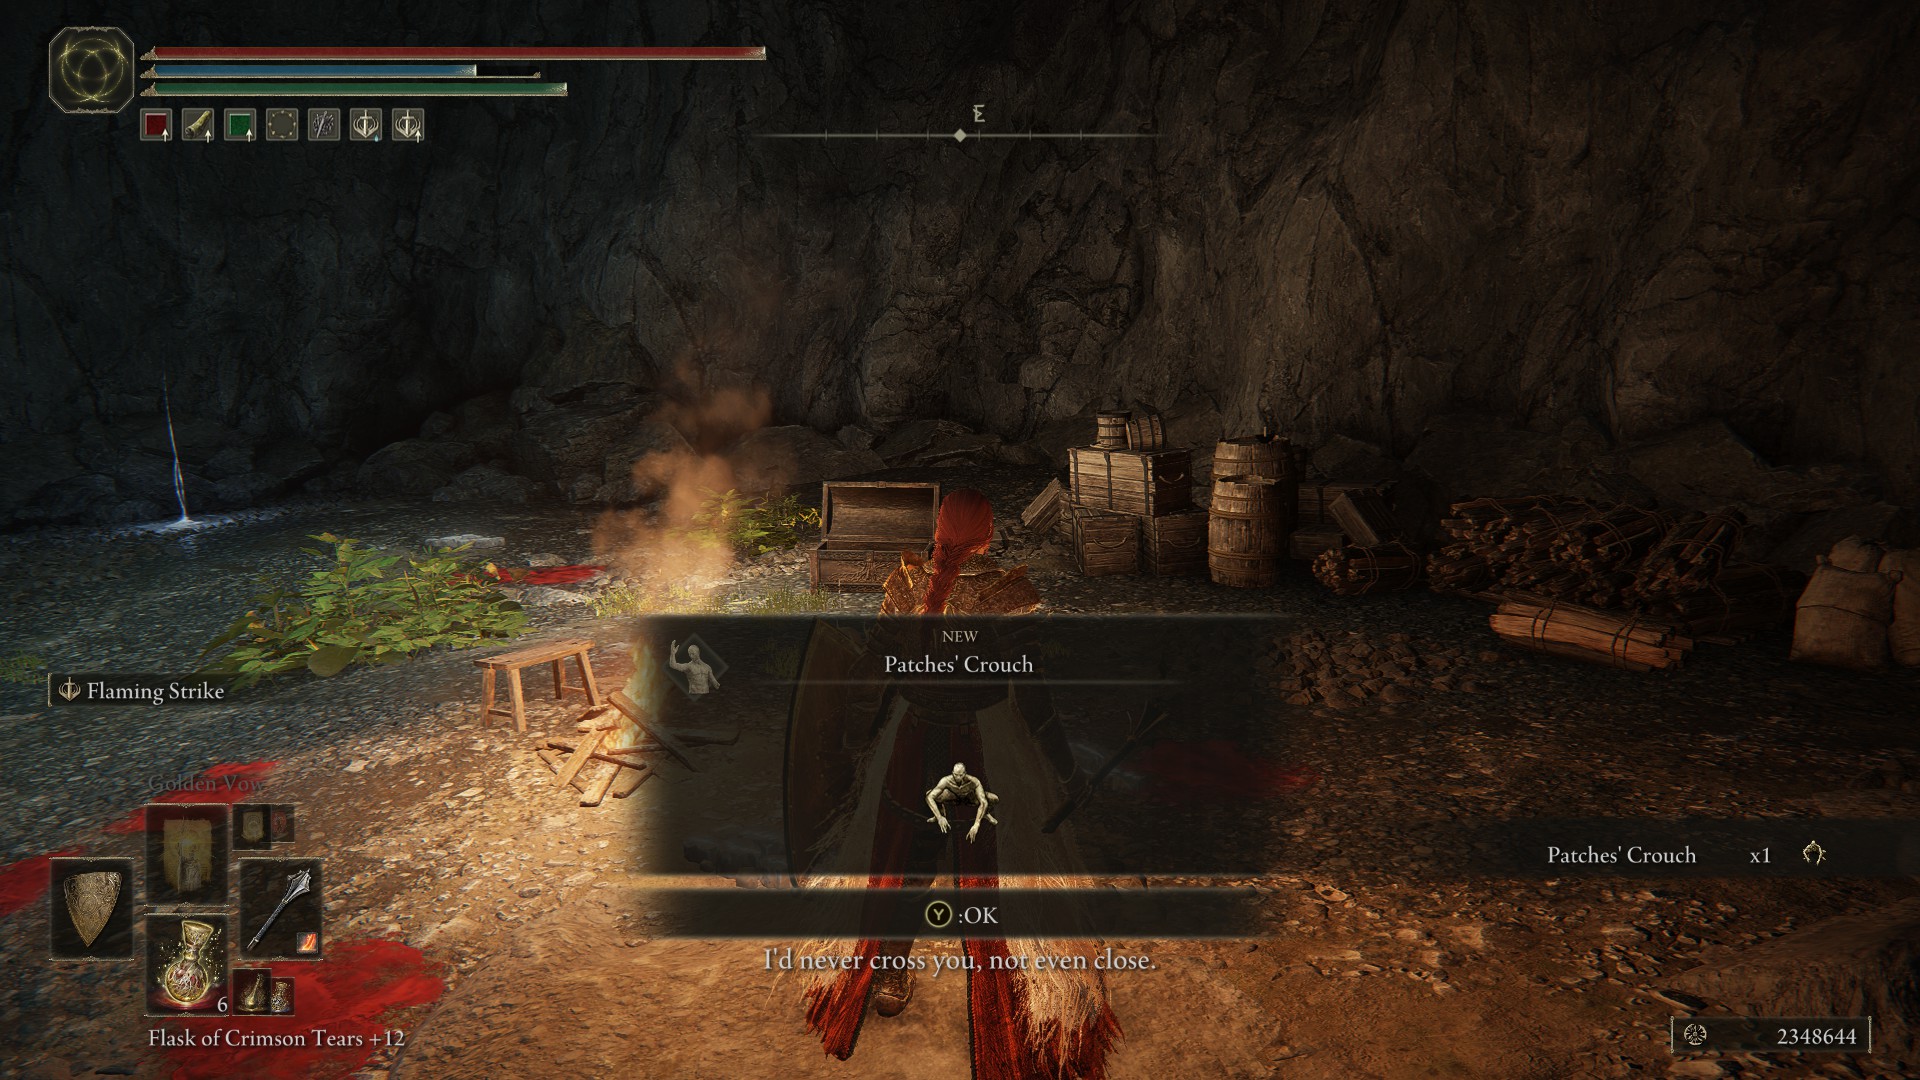 E
NEW
Patches' Crouch
Flaming Strike
Golden Vow
Patches' Crouch x1
Y :OK
I'd never cross you, not even close.
6
Flask of Crimson Tears +12
2348644